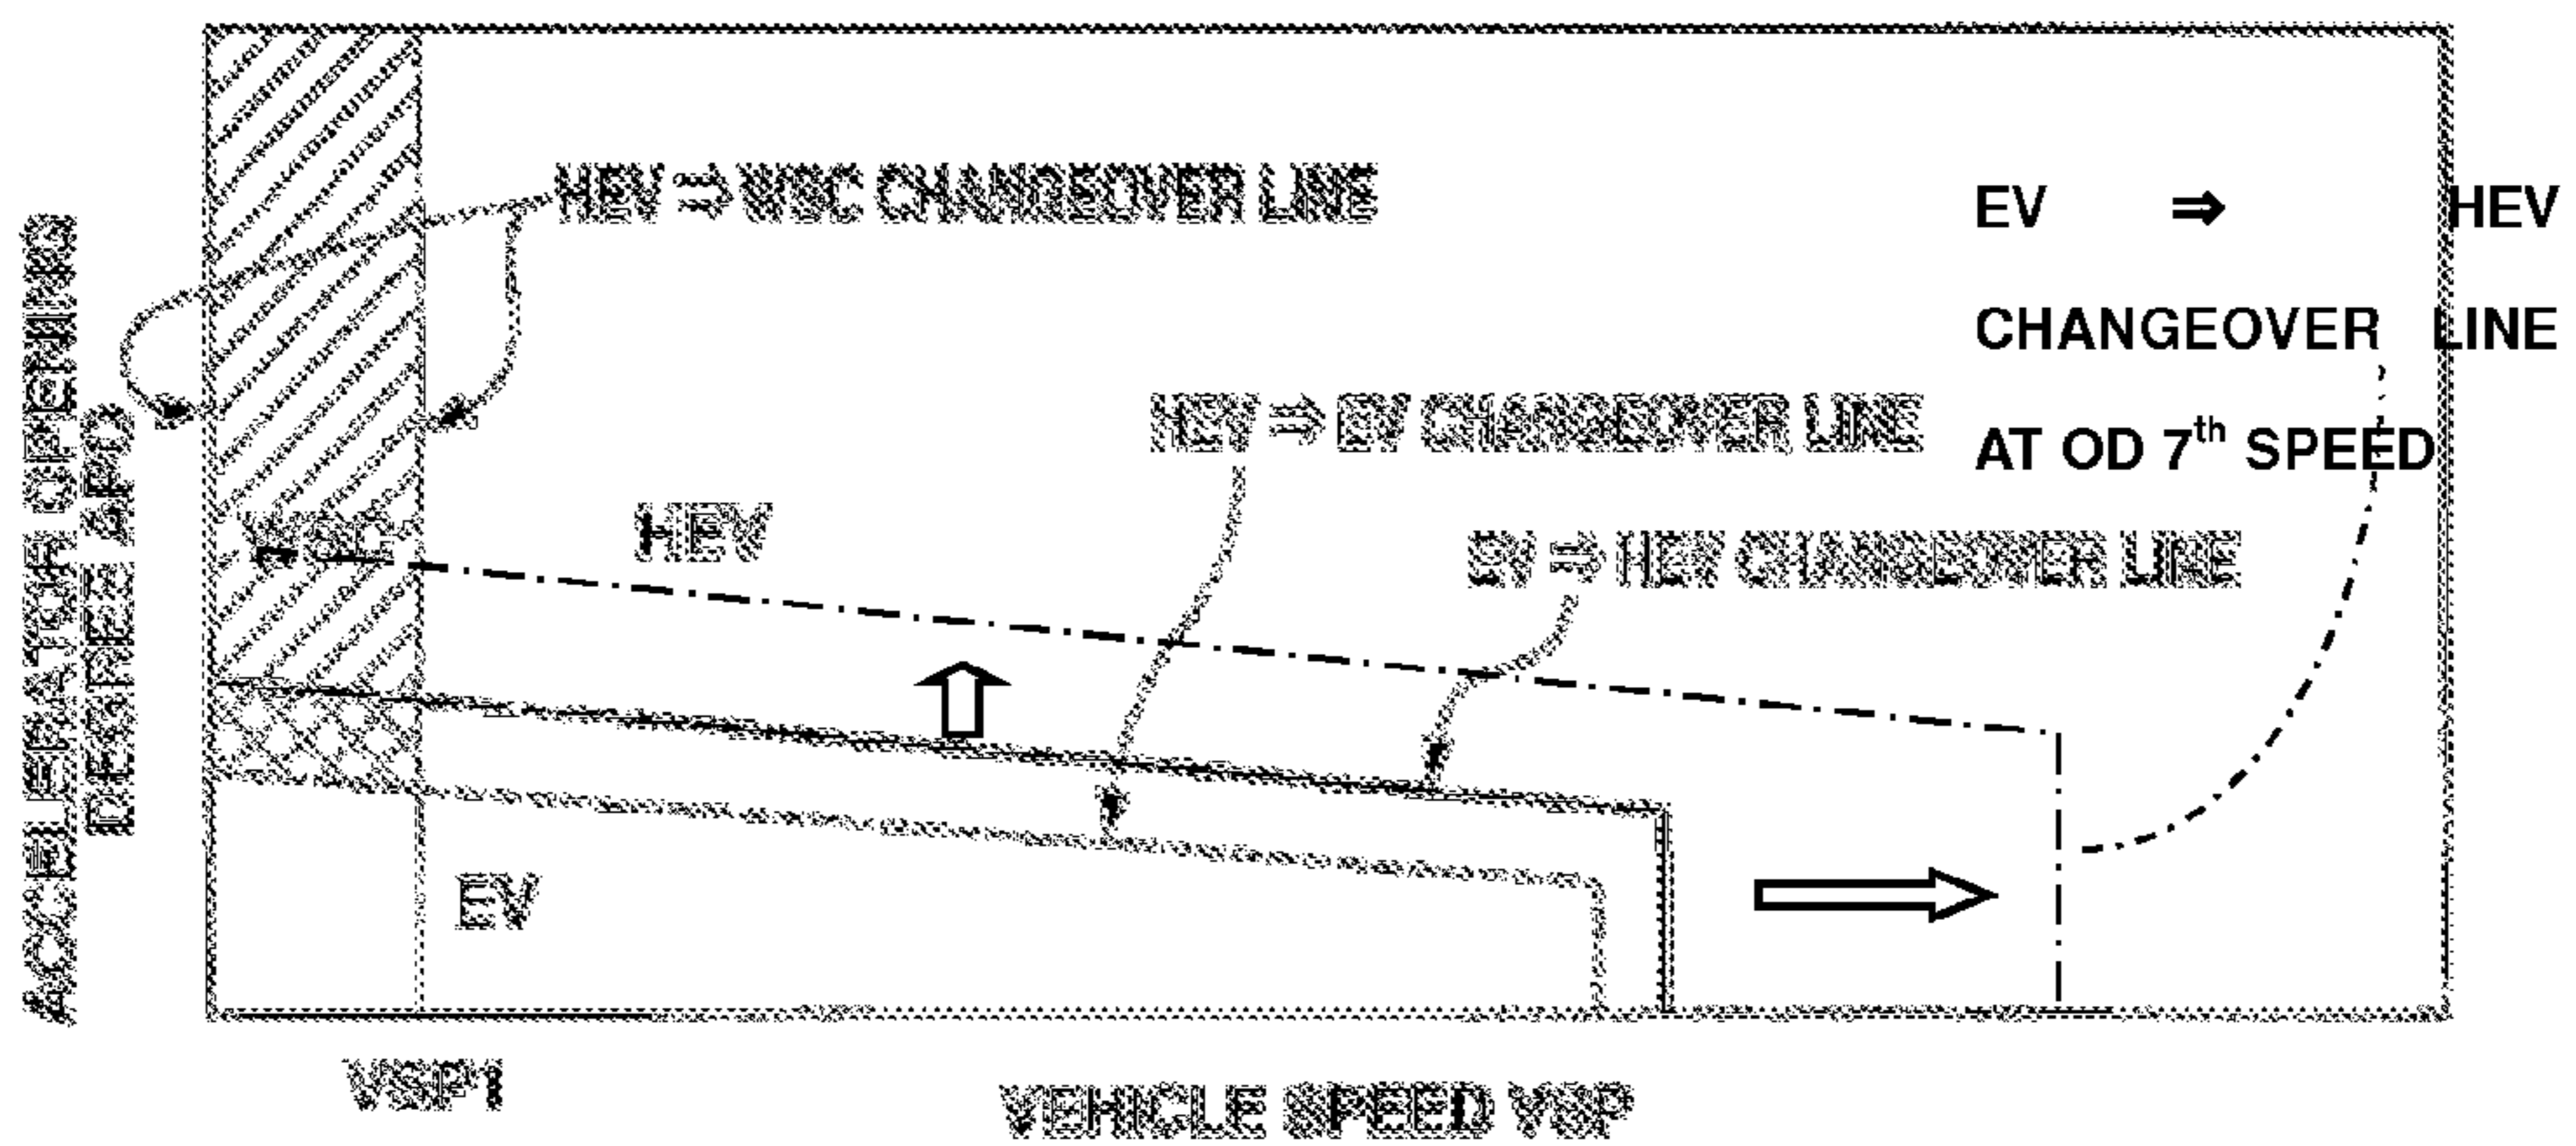 HEV ⇒ WSC CHANGEOVER LINE
EV ⇒ HEV
CHANGEOVER LINE
AT OD 7th SPEED
HEV ⇒ EV CHANGEOVER LINE
EV ⇒ HEV CHANGEOVER LINE
HEV
WSC
EV
ACCELERATOR OPENING
DEGREE APO
VSP1
VEHICLE SPEED VSP